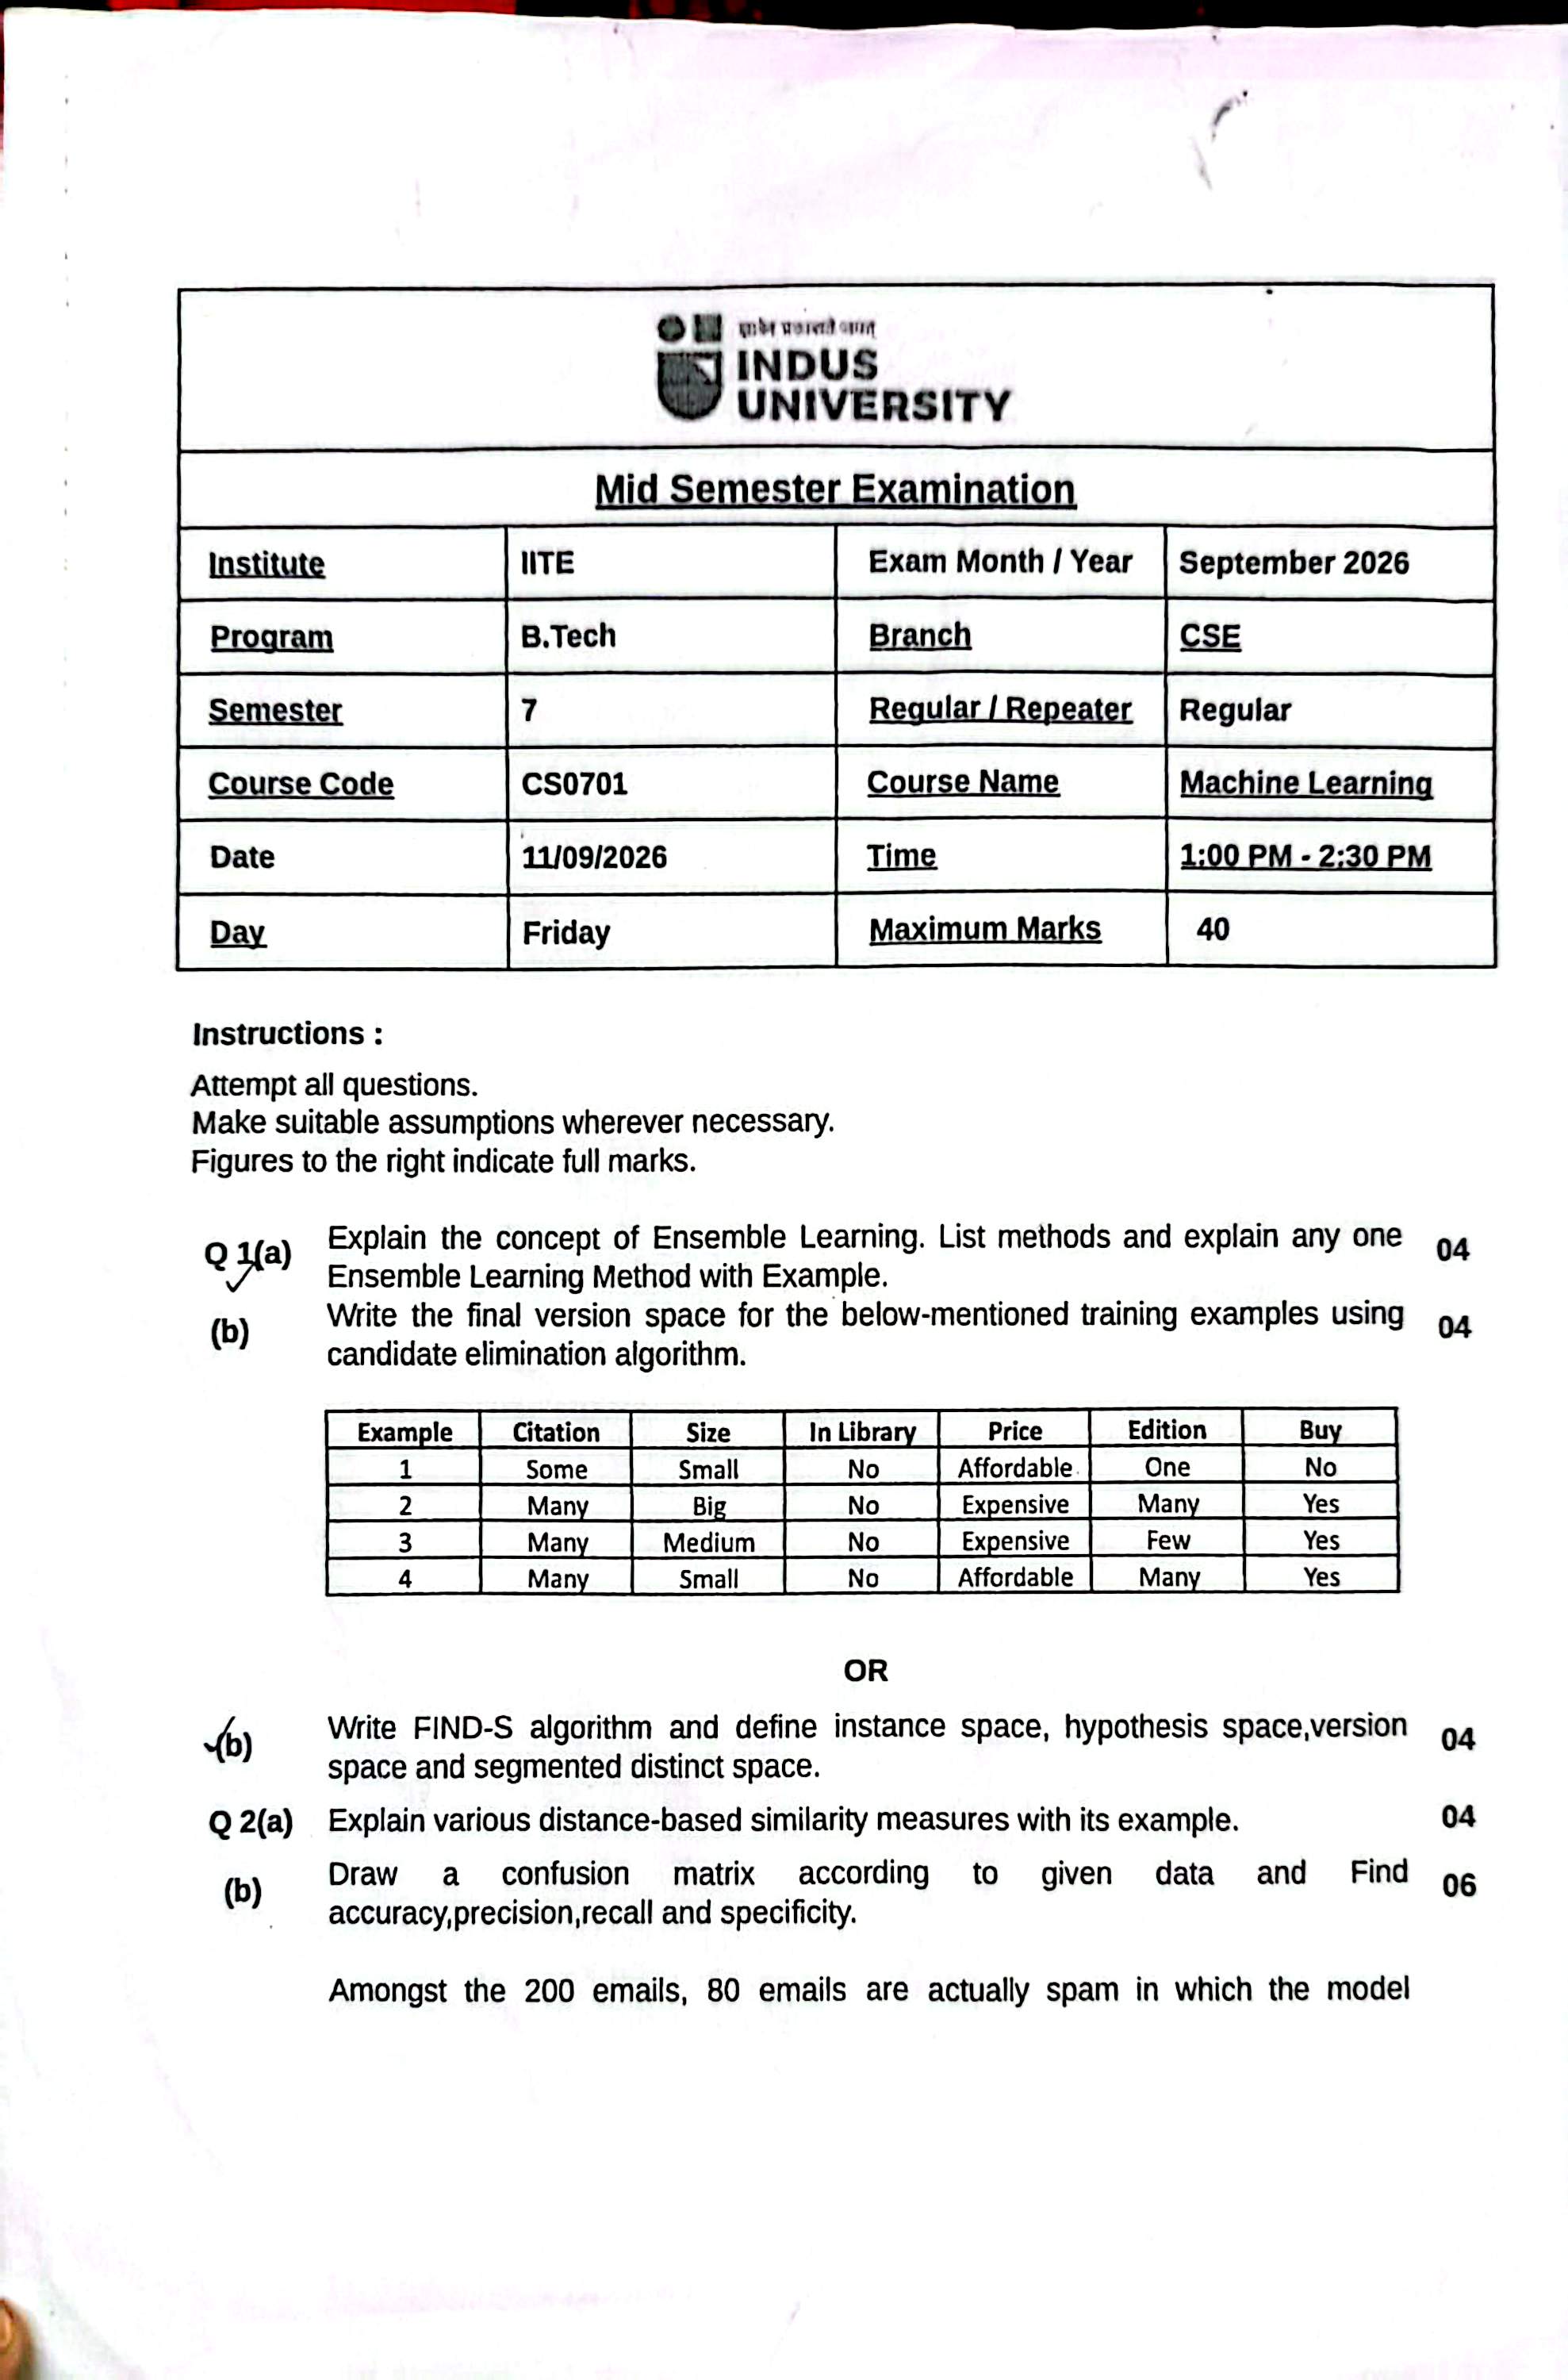 INDUS
UNIVERSITY
Mid Semester Examination
Institute IITE Exam Month / Year September 2026
Program B.Tech Branch CSE
Semester 7 Regular / Repeater Regular
Course Code CS0701 Course Name Machine Learning
Date 11/09/2026 Time 1:00 PM - 2:30 PM
Day Friday Maximum Marks 40
Instructions :
Attempt all questions.
Make suitable assumptions wherever necessary.
Figures to the right indicate full marks.
Q 1(a) Explain the concept of Ensemble Learning. List methods and explain any one 04
Ensemble Learning Method with Example.
(b) Write the final version space for the below-mentioned training examples using 04
candidate elimination algorithm.
Example Citation Size In Library Price Edition Buy
1 Some Small No Affordable One No
2 Many Big No Expensive Many Yes
3 Many Medium No Expensive Few Yes
4 Many Small No Affordable Many Yes
OR
(b) Write FIND-S algorithm and define instance space, hypothesis space,version 04
space and segmented distinct space.
Q 2(a) Explain various distance-based similarity measures with its example. 04
(b) Draw a confusion matrix according to given data and Find 06
accuracy,precision,recall and specificity.
Amongst the 200 emails, 80 emails are actually spam in which the model